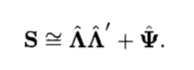 𝐒 ≅ 𝚲̂𝚲̂′ + 𝚿̂.